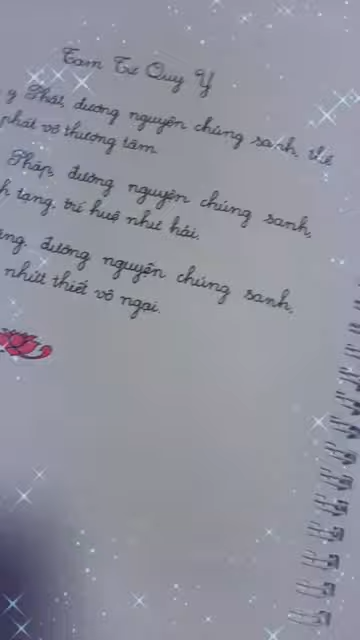 Tam Tự Quy Y
y Phật, đương nguyện chúng sanh, thể
phát vô thượng tâm.
Pháp, đương nguyện chúng sanh,
h tạng, trí huệ như hải.
ăng, đương nguyện chúng sanh,
nhứt thiết vô ngại.